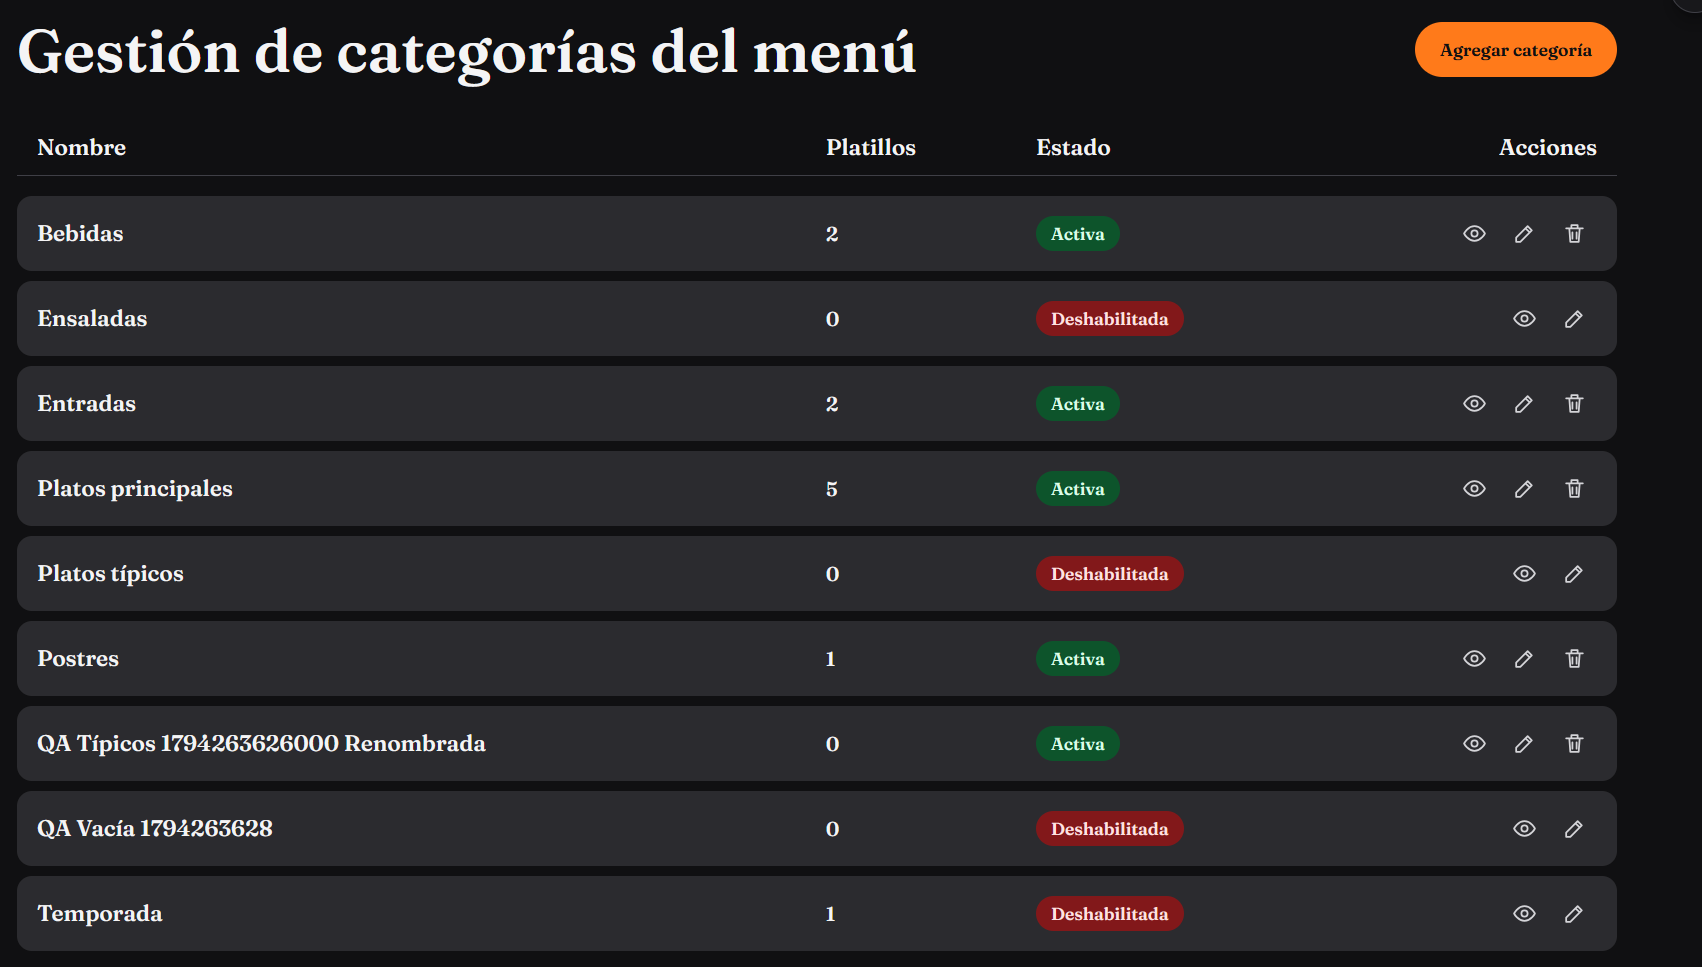 Gestión de categorías del menú
Agregar categoría
Nombre Platillos Estado Acciones
Bebidas 2 Activa
Ensaladas 0 Deshabilitada
Entradas 2 Activa
Platos principales 5 Activa
Platos típicos 0 Deshabilitada
Postres 1 Activa
QA Típicos 1794263626000 Renombrada 0 Activa
QA Vacía 1794263628 0 Deshabilitada
Temporada 1 Deshabilitada